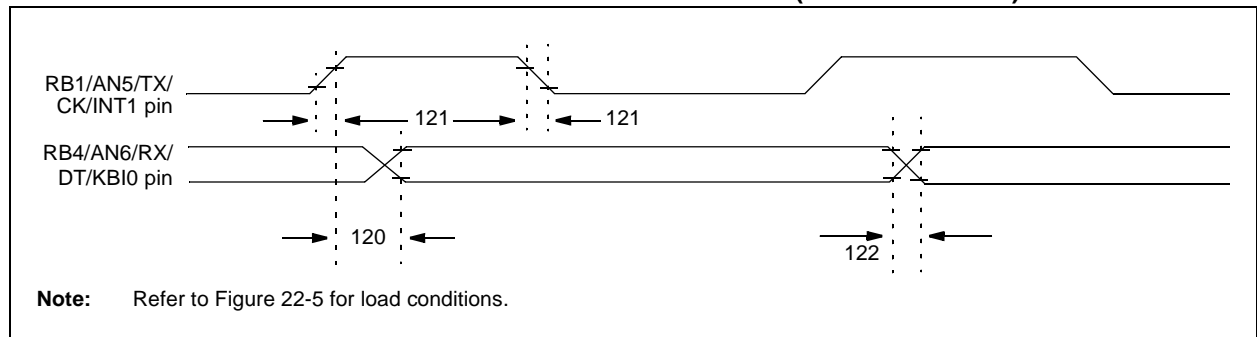 RB1/AN5/TX/
CK/INT1 pin
121
121
RB4/AN6/RX/
DT/KBI0 pin
120
122
Note: Refer to Figure 22-5 for load conditions.